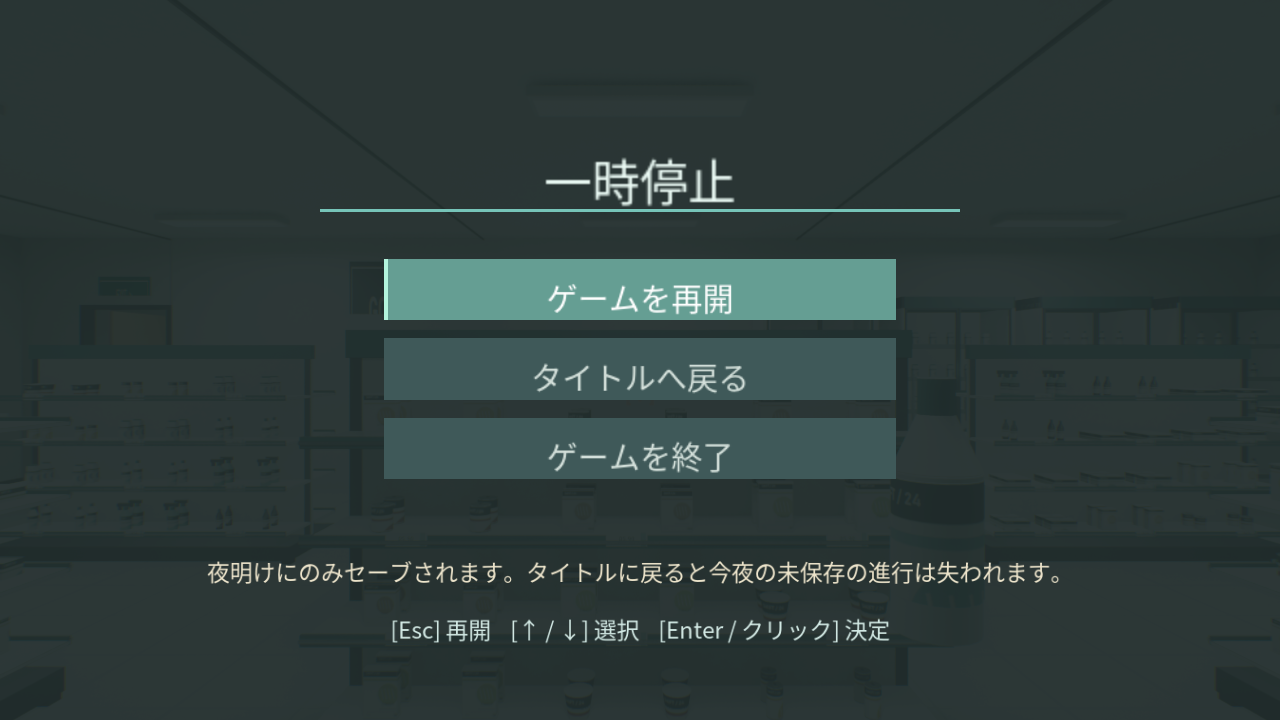 一時停止
ゲームを再開
タイトルへ戻る
ゲームを終了
夜明けにのみセーブされます。タイトルに戻ると今夜の未保存の進行は失われます。
[Esc] 再開 [↑ / ↓] 選択 [Enter / クリック] 決定